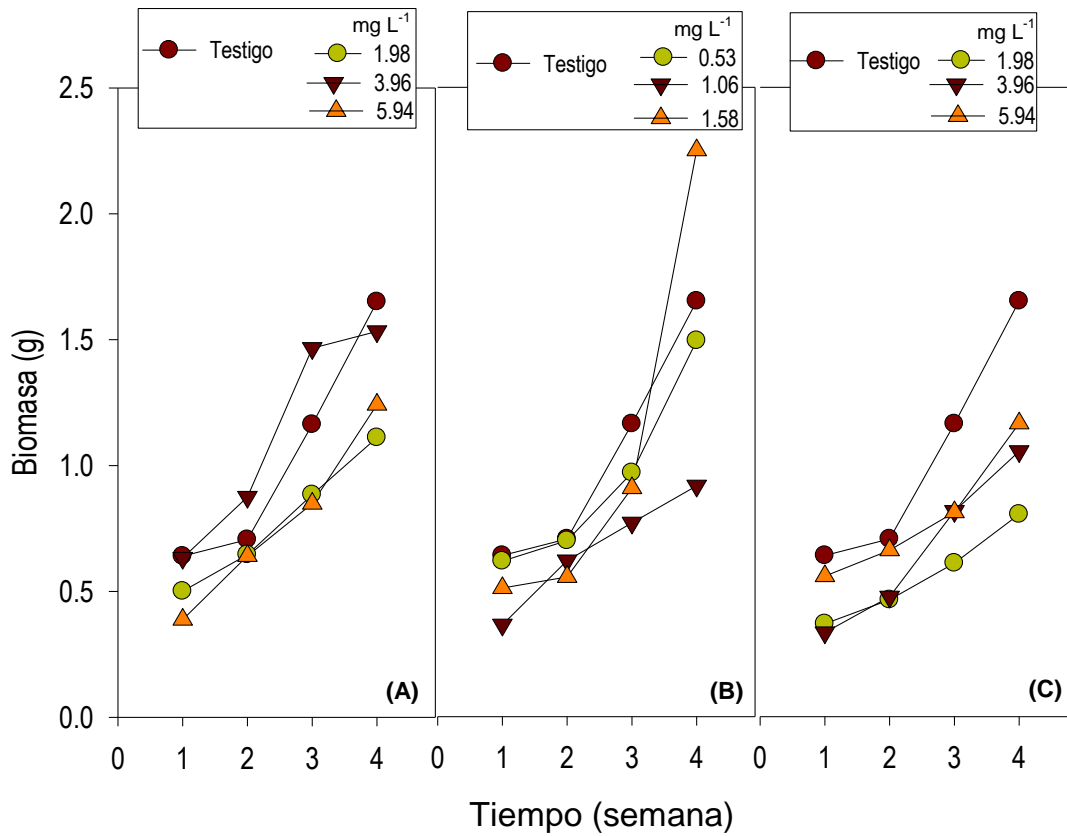 mg L-1
Testigo
1.98
3.96
5.94
mg L-1
Testigo
0.53
1.06
1.58
mg L-1
Testigo
1.98
3.96
5.94
Biomasa (g)
2.5
2.0
1.5
1.0
0.5
0.0
(A)
(B)
(C)
0 1 2 3 4
0 1 2 3 4
0 1 2 3 4
Tiempo (semana)